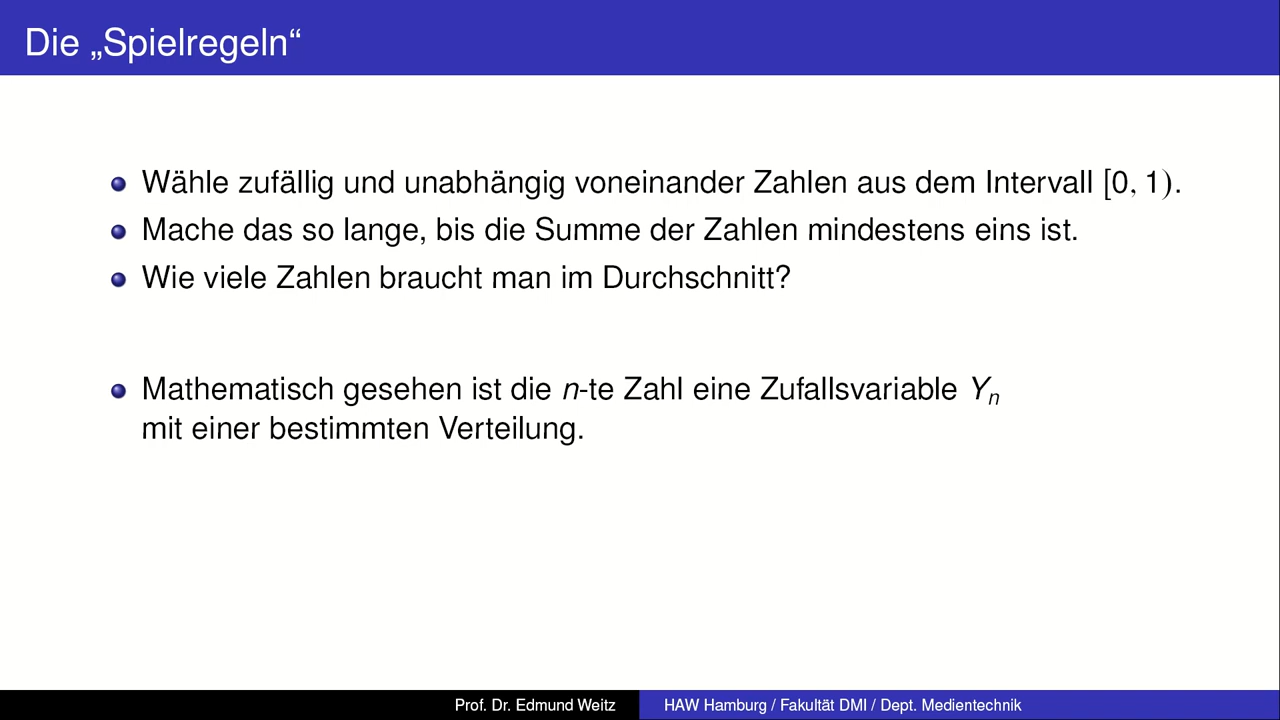 Die „Spielregeln“
Wähle zufällig und unabhängig voneinander Zahlen aus dem Intervall [0, 1).
Mache das so lange, bis die Summe der Zahlen mindestens eins ist.
Wie viele Zahlen braucht man im Durchschnitt?
Mathematisch gesehen ist die n-te Zahl eine Zufallsvariable Yₙ
mit einer bestimmten Verteilung.
Prof. Dr. Edmund Weitz
HAW Hamburg / Fakultät DMI / Dept. Medientechnik